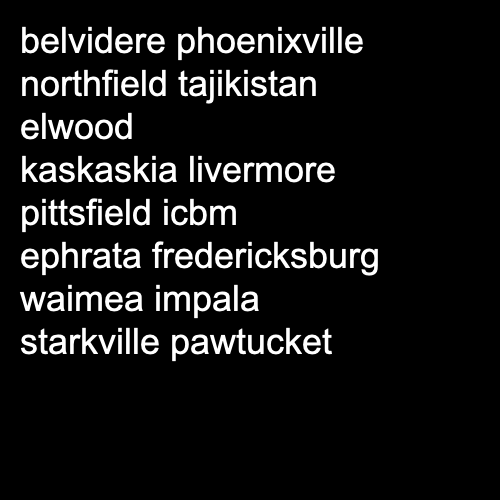 belvidere phoenixville
northfield tajikistan
elwood
kaskaskia livermore
pittsfield icbm
ephrata fredericksburg
waimea impala
starkville pawtucket